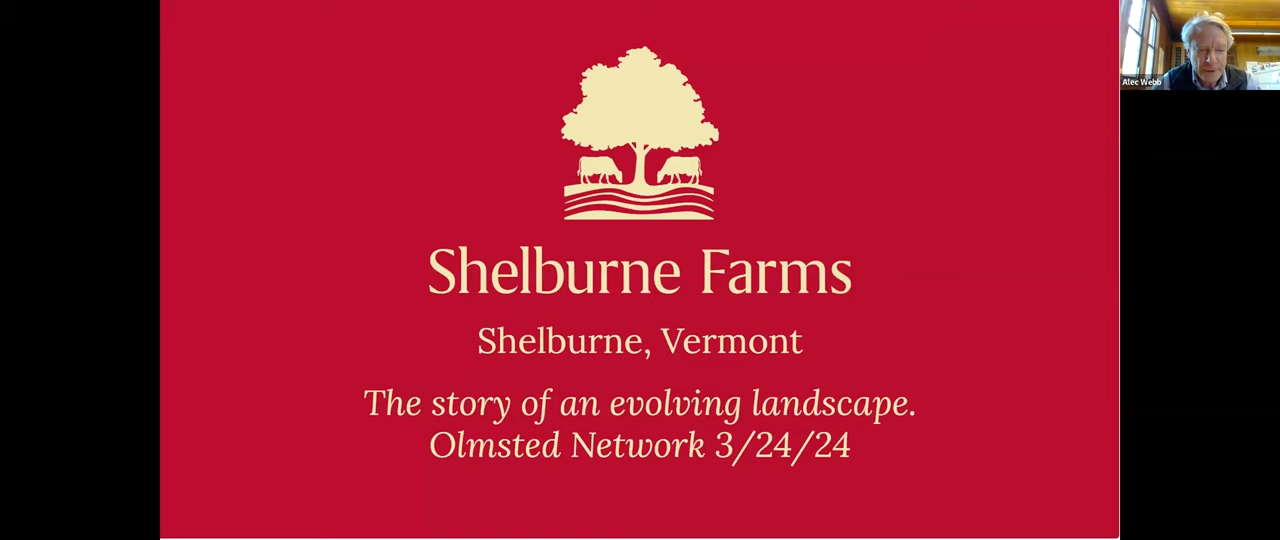 Shelburne Farms
Shelburne, Vermont
The story of an evolving landscape.
Olmsted Network 3/24/24
Alec Webb